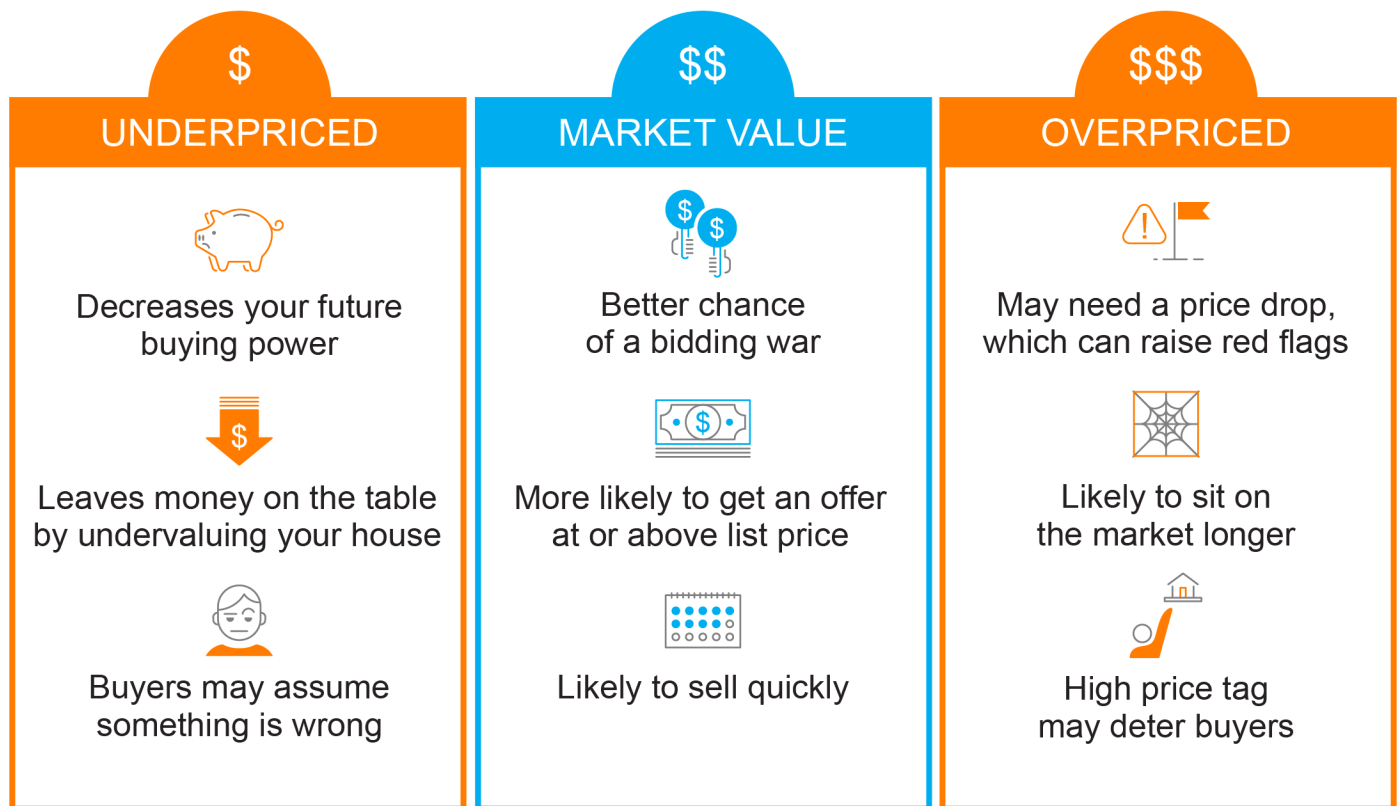 $
UNDERPRICED
Decreases your future
buying power
$
Leaves money on the table
by undervaluing your house
Buyers may assume
something is wrong
$$
MARKET VALUE
$
$
Better chance
of a bidding war
$
More likely to get an offer
at or above list price
Likely to sell quickly
$$$
OVERPRICED
!
May need a price drop,
which can raise red flags
Likely to sit on
the market longer
High price tag
may deter buyers